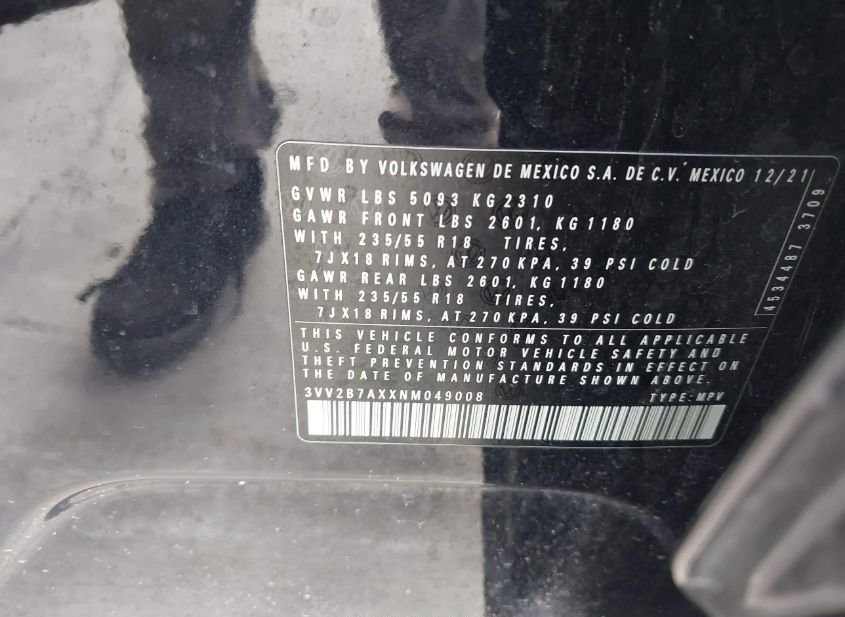 MFD BY VOLKSWAGEN DE MEXICO S.A. DE C.V. MEXICO 12/21
GVWR LBS 5093 KG 2310
GAWR FRONT LBS 2601, KG 1180
WITH 235/55 R18 TIRES,
7JX18 RIMS, AT 270 KPA, 39 PSI COLD
GAWR REAR LBS 2601, KG 1180
WITH 235/55 R18 TIRES,
7JX18 RIMS, AT 270 KPA, 39 PSI COLD
THIS VEHICLE CONFORMS TO ALL APPLICABLE
U.S. FEDERAL MOTOR VEHICLE SAFETY AND
THEFT PREVENTION STANDARDS IN EFFECT ON
THE DATE OF MANUFACTURE SHOWN ABOVE.
3VV2B7AXXNM049008 TYPE: MPV
4534487 3709